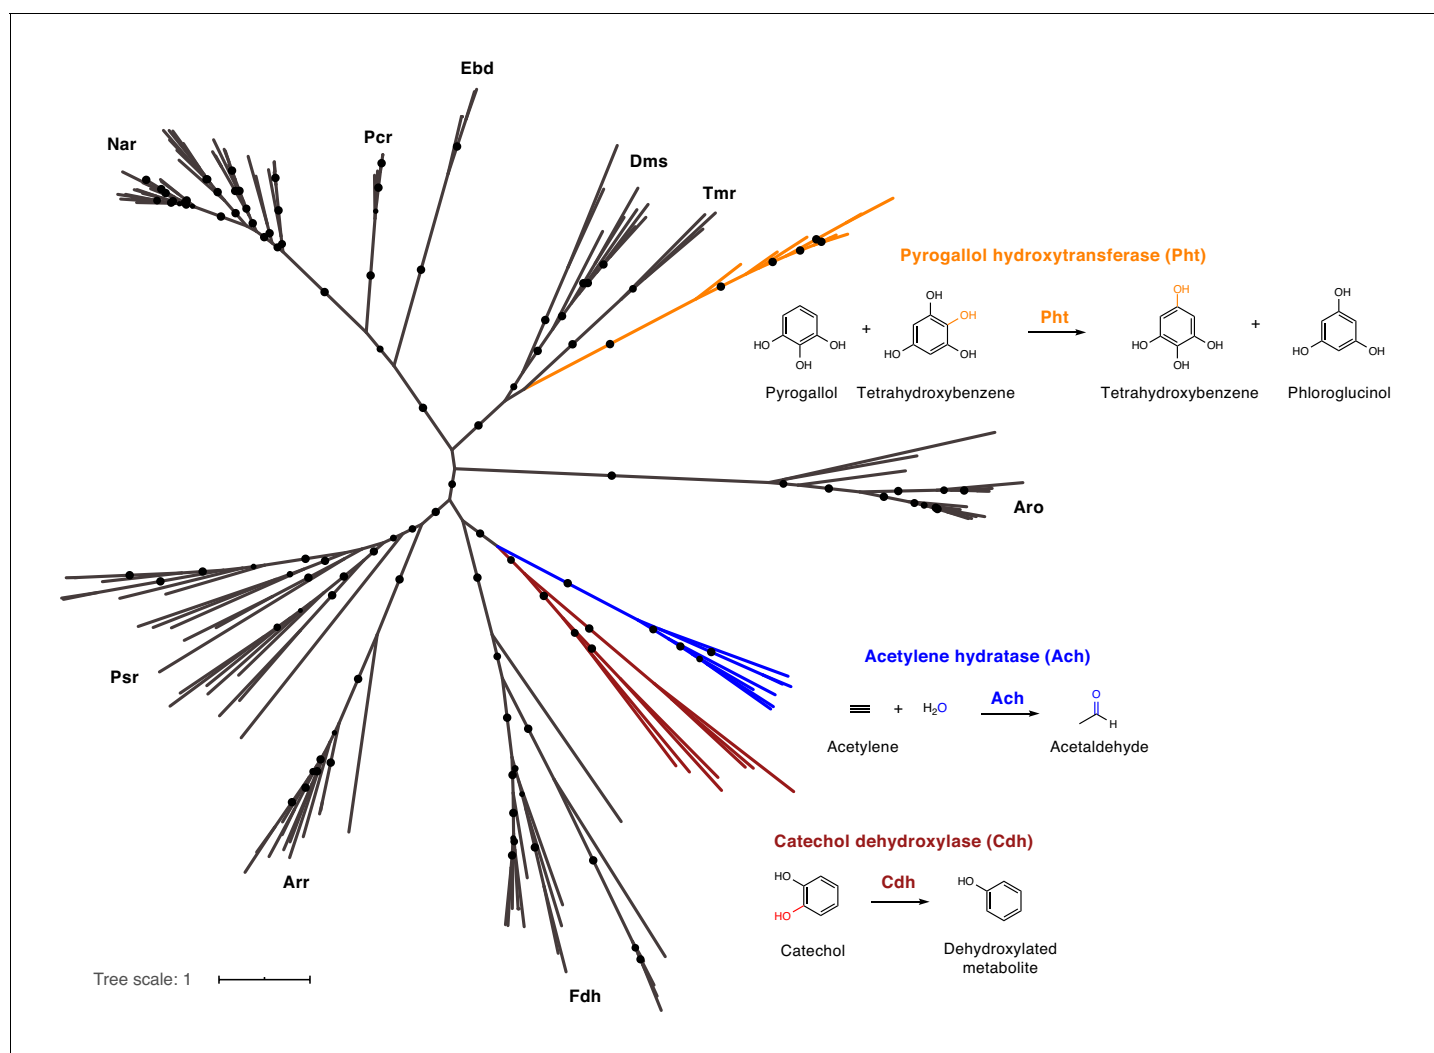 Ebd
Nar
Pcr
Dms
Tmr
Pyrogallol hydroxytransferase (Pht)
OH
OH
HO
OH
OH
+
OH
OH
HO
OH
Pht
HO
OH
OH
+
HO
OH
Pyrogallol
Tetrahydroxybenzene
Tetrahydroxybenzene
Phloroglucinol
Aro
Psr
Acetylene hydratase (Ach)
+
H2O
Ach
O
H
Acetylene
Acetaldehyde
Arr
Catechol dehydroxylase (Cdh)
HO
HO
Cdh
HO
Catechol
Dehydroxylated
metabolite
Tree scale: 1
Fdh